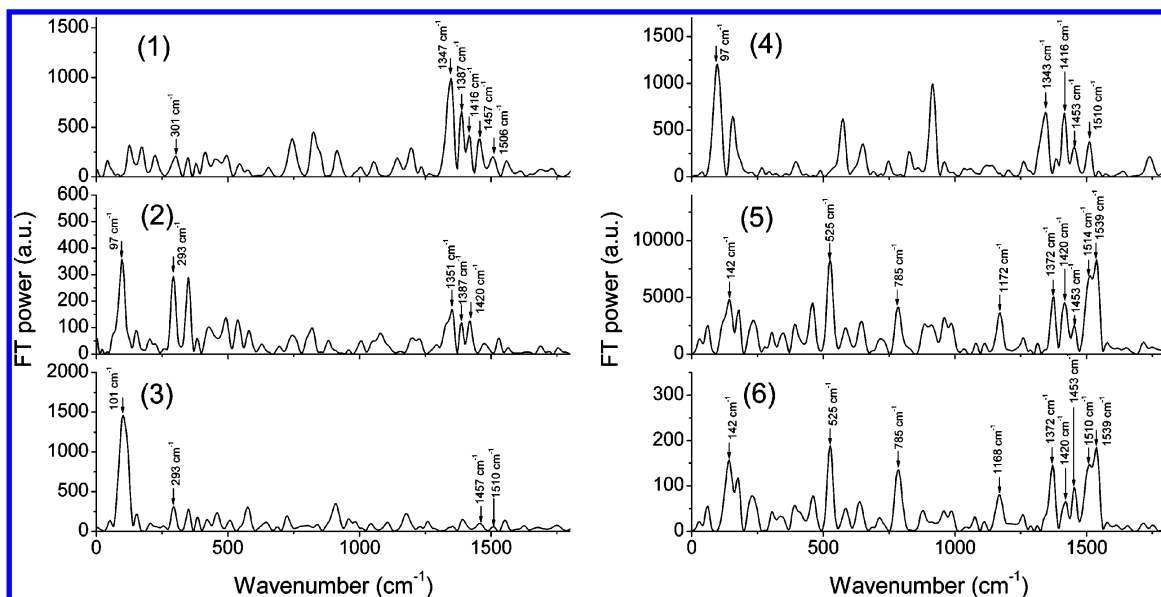 (1)
1500
1000
500
0
301 cm⁻¹
1347 cm⁻¹
1387 cm⁻¹
1416 cm⁻¹
1457 cm⁻¹
1506 cm⁻¹
(2)
600
500
400
300
200
100
0
97 cm⁻¹
293 cm⁻¹
1351 cm⁻¹
1387 cm⁻¹
1420 cm⁻¹
FT power (a.u.)
(3)
2000
1500
1000
500
0
101 cm⁻¹
293 cm⁻¹
1457 cm⁻¹
1510 cm⁻¹
0 500 1000 1500
Wavenumber (cm⁻¹)
(4)
1500
1000
500
0
97 cm⁻¹
1343 cm⁻¹
1416 cm⁻¹
1453 cm⁻¹
1510 cm⁻¹
(5)
10000
5000
0
142 cm⁻¹
525 cm⁻¹
785 cm⁻¹
1172 cm⁻¹
1372 cm⁻¹
1420 cm⁻¹
1453 cm⁻¹
1514 cm⁻¹
1539 cm⁻¹
FT power (a.u.)
(6)
300
200
100
0
142 cm⁻¹
525 cm⁻¹
785 cm⁻¹
1168 cm⁻¹
1372 cm⁻¹
1420 cm⁻¹
1453 cm⁻¹
1510 cm⁻¹
1539 cm⁻¹
0 500 1000 1500
Wavenumber (cm⁻¹)